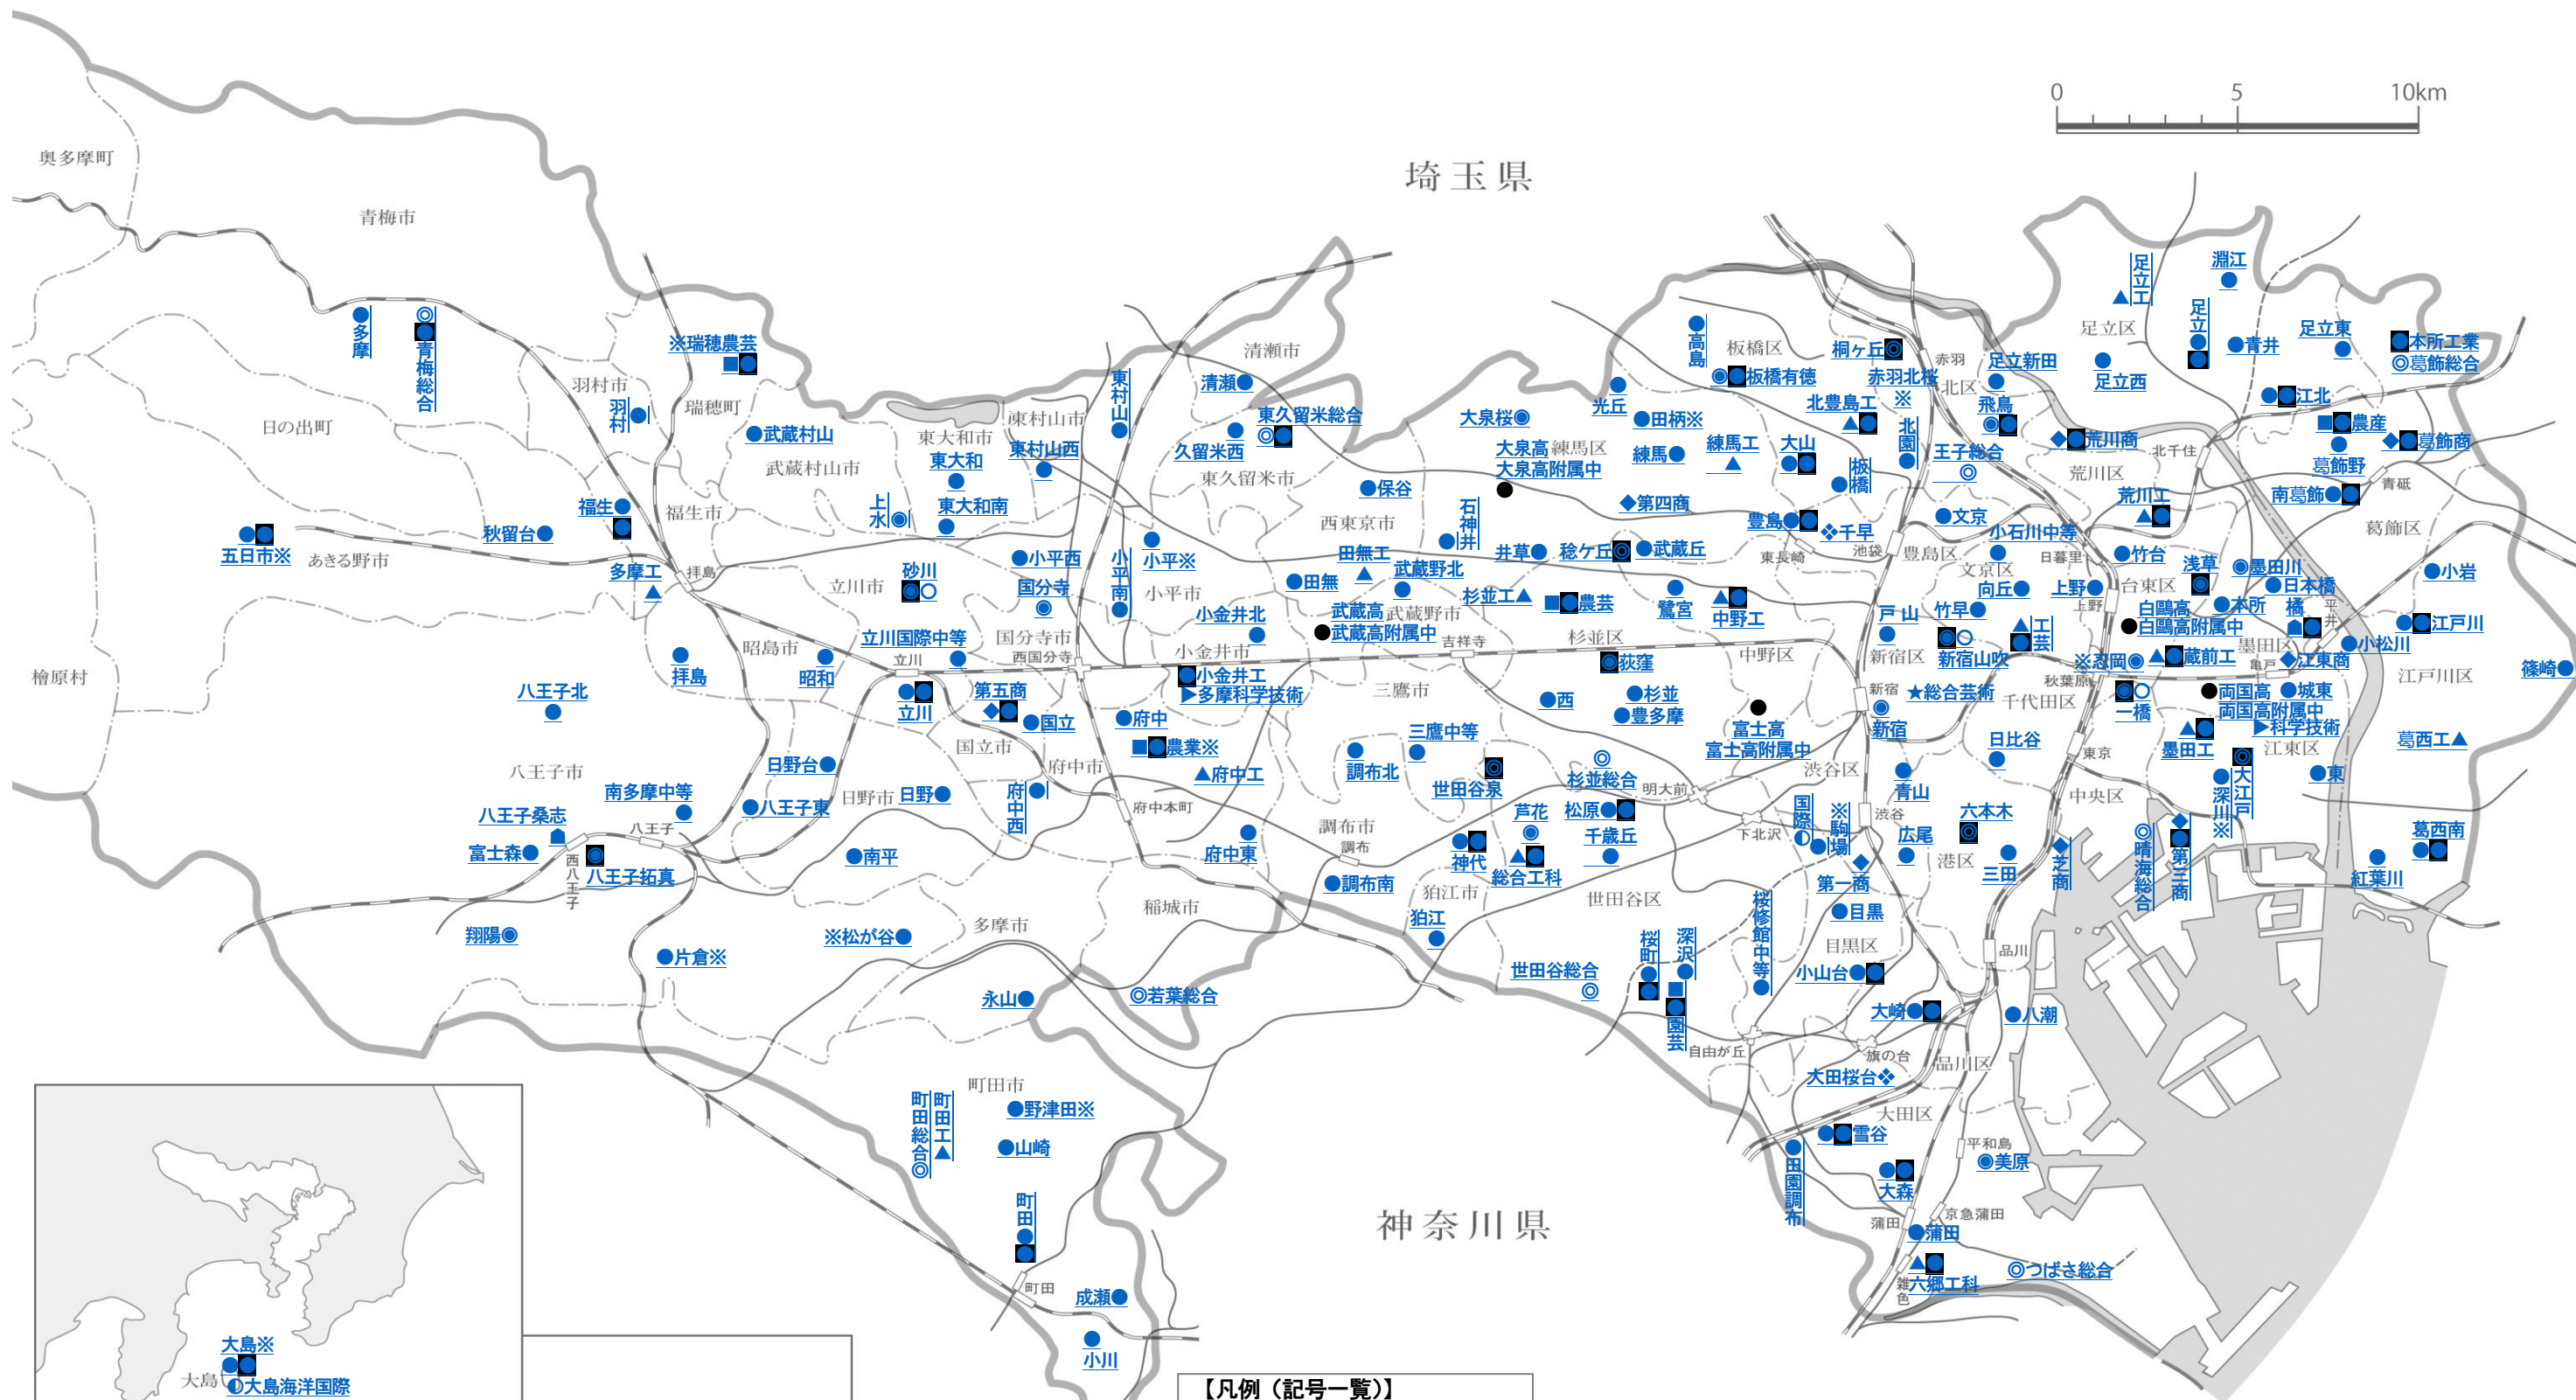 0 5 10km
埼玉県
奥多摩町
青梅市
●多摩
◎青梅総合
※瑞穂農芸
羽村市
羽村●
瑞穂町
日の出町
●武蔵村山
武蔵村山市
東大和市
東大和
東村山市
東村山西
東村山●
清瀬市
清瀬●
東久留米総合
久留米西
東久留米市
東大和南
上水◉
福生●
福生市
秋留台●
五日市※
あきる野市
多摩工
拝島
立川市
砂川
●小平西
国分寺
小平南●
小平※
小平市
小金井北
●保谷
西東京市
田無工
●田無
武蔵野北
武蔵高
●武蔵高附属中
武蔵野市
吉祥寺
大泉桜◉
大泉高
大泉高附属中
練馬区
光丘
●田柄※
練馬●
練馬工
◆第四商
石神井
井草●
稔ケ丘
●武蔵丘
杉並工▲
農芸
鷺宮
中野工
杉並区
荻窪
中野区
●高島
板橋区
板橋有徳
桐ヶ丘
赤羽
赤羽北桜
※
北区
北豊島工
北園
大山
板橋
豊島
❖千早
東長崎
池袋
豊島区
●文京
小石川中等
文京区
向丘●
日暮里
王子総合
飛鳥
足立新田
足立区
足立工
足立西
足立
淵江
●青井
足立東
本所工業
◎葛飾総合
江北
農産
葛飾野
葛飾商
荒川商
北千住
荒川区
荒川工
南葛飾
青砥
葛飾区
●竹台
浅草
台東区
上野●
上野
◉墨田川
●日本橋
●本所
橘
平井
●小岩
白鷗高
●白鷗高附属中
墨田区
江戸川
●小松川
亀戸
◆江東商
江戸川区
篠崎●
戸山
竹早●
工芸
新宿山吹
新宿区
※忍岡◉
蔵前工
秋葉原
一橋
●両国高
両国高附属中
●城東
▶科学技術
墨田工
江東区
葛西工▲
新宿
新宿
★総合芸術
千代田区
日比谷
東京
中央区
大江戸
深川※
●東
檜原村
八王子北
拝島
昭島市
昭和
立川国際中等
立川
立川
国分寺市
西国分寺
第五商
●国立
国立市
小金井市
小金井工
▶多摩科学技術
●府中
農業※
▲府中工
府中市
府中西
府中本町
三鷹市
三鷹中等
調布北
●西
●杉並
●豊多摩
富士高
富士高附属中
世田谷泉
杉並総合
明大前
渋谷区
青山
八王子市
南多摩中等
八王子桑志
八王子
富士森●
西八王子
八王子拓真
日野台●
●八王子東
日野市
日野●
●南平
府中東
調布市
調布
●調布南
神代
芦花
総合工科
松原
千歳丘
下北沢
国際
※駒場
渋谷
第一商
広尾
六本木
港区
三田
芝商
晴海総合
第三商
葛西南
紅葉川
翔陽◉
●片倉※
※松が谷●
多摩市
稲城市
永山●
◎若葉総合
狛江市
狛江
世田谷区
世田谷総合
桜町
深沢
園芸
桜修館中等
●目黒
目黒区
小山台
品川
大崎
●八潮
自由が丘
旗の台
品川区
大田桜台❖
大田区
雪谷
平和島
◉美原
田園調布
大森
蒲田
京急蒲田
●蒲田
雑色
六郷工科
◎つばさ総合
町田市
町田総合◎
町田工▲
●野津田※
●山崎
町田
町田
成瀬●
小川
神奈川県
大島※
大島
大島海洋国際
【凡例（記号一覧）】